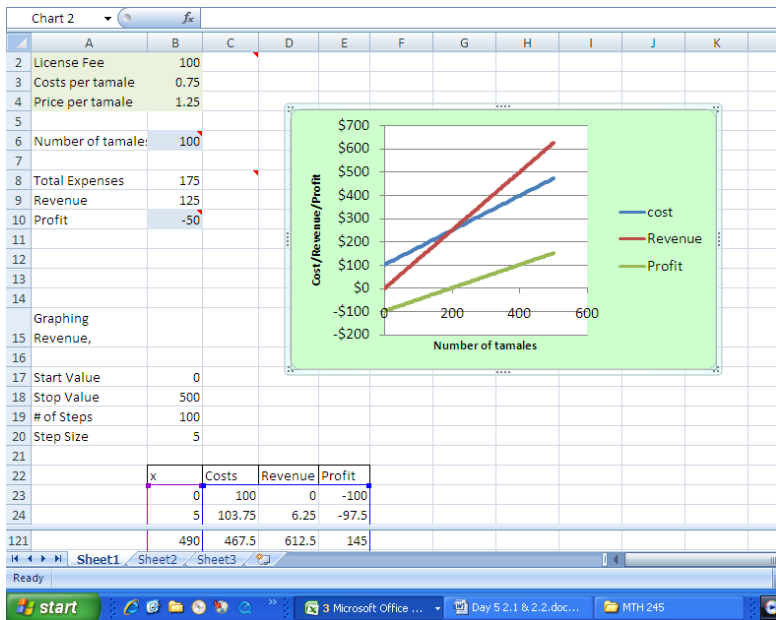 Chart 2 fx
A B C D E F G H I J K
2 License Fee 100
3 Costs per tamale 0.75
4 Price per tamale 1.25
5
6 Number of tamale: 100
7
8 Total Expenses 175
9 Revenue 125
10 Profit -50
11
12
13
14
Graphing
15 Revenue,
16
17 Start Value 0
18 Stop Value 500
19 # of Steps 100
20 Step Size 5
21
22 x Costs Revenue Profit
23 0 100 0 -100
24 5 103.75 6.25 -97.5
121 490 467.5 612.5 145
$700
$600
$500
$400
$300
$200
$100
$0
-$100
-$200
Cost/Revenue/Profit
0 200 400 600
Number of tamales
cost
Revenue
Profit
Sheet1 Sheet2 Sheet3
Ready
start 3 Microsoft Office ... Day 5 2.1 & 2.2.doc... MTH 245